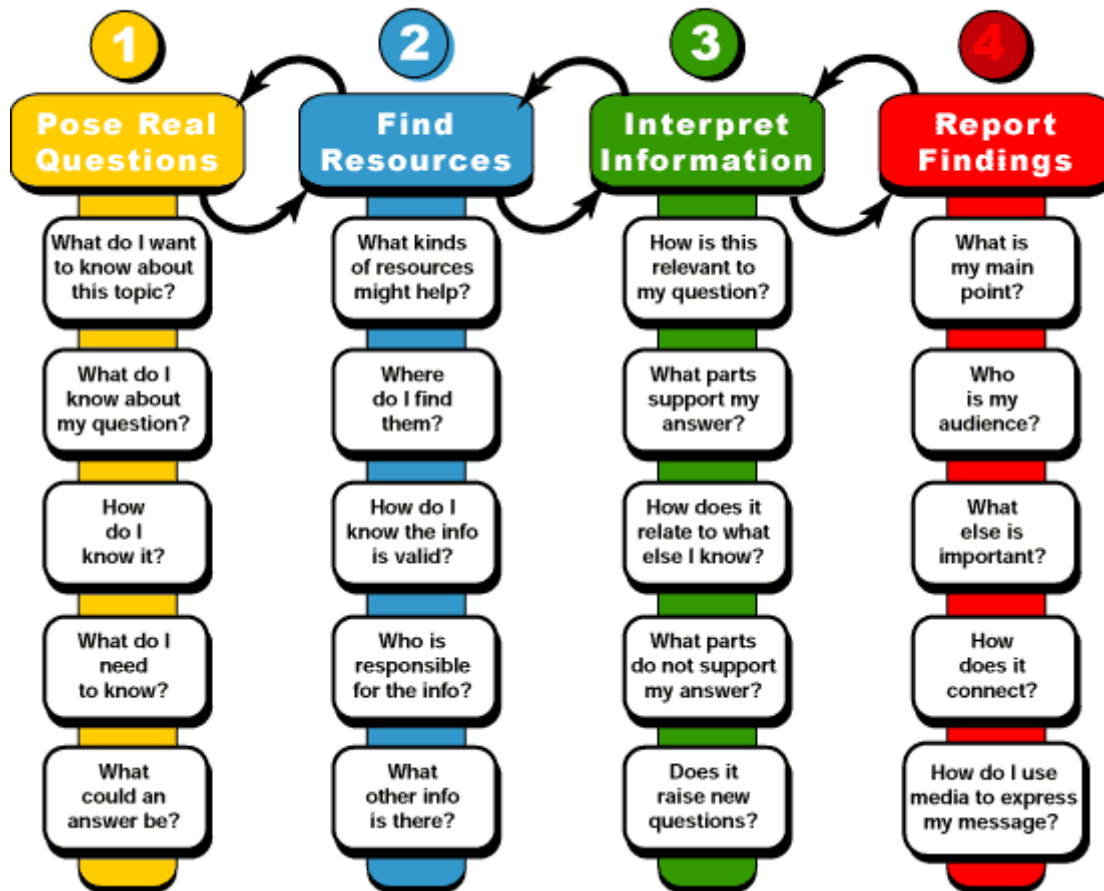 1
Pose Real
Questions
What do I want
to know about
this topic?
What do I
know about
my question?
How
do I
know it?
What do I
need
to know?
What
could an
answer be?
2
Find
Resources
What kinds
of resources
might help?
Where
do I find
them?
How do I
know the info
is valid?
Who is
responsible
for the info?
What
other info
is there?
3
Interpret
Information
How is this
relevant to
my question?
What parts
support my
answer?
How does it
relate to what
else I know?
What parts
do not support
my answer?
Does it
raise new
questions?
4
Report
Findings
What is
my main
point?
Who
is my
audience?
What
else is
important?
How
does it
connect?
How do I use
media to express
my message?